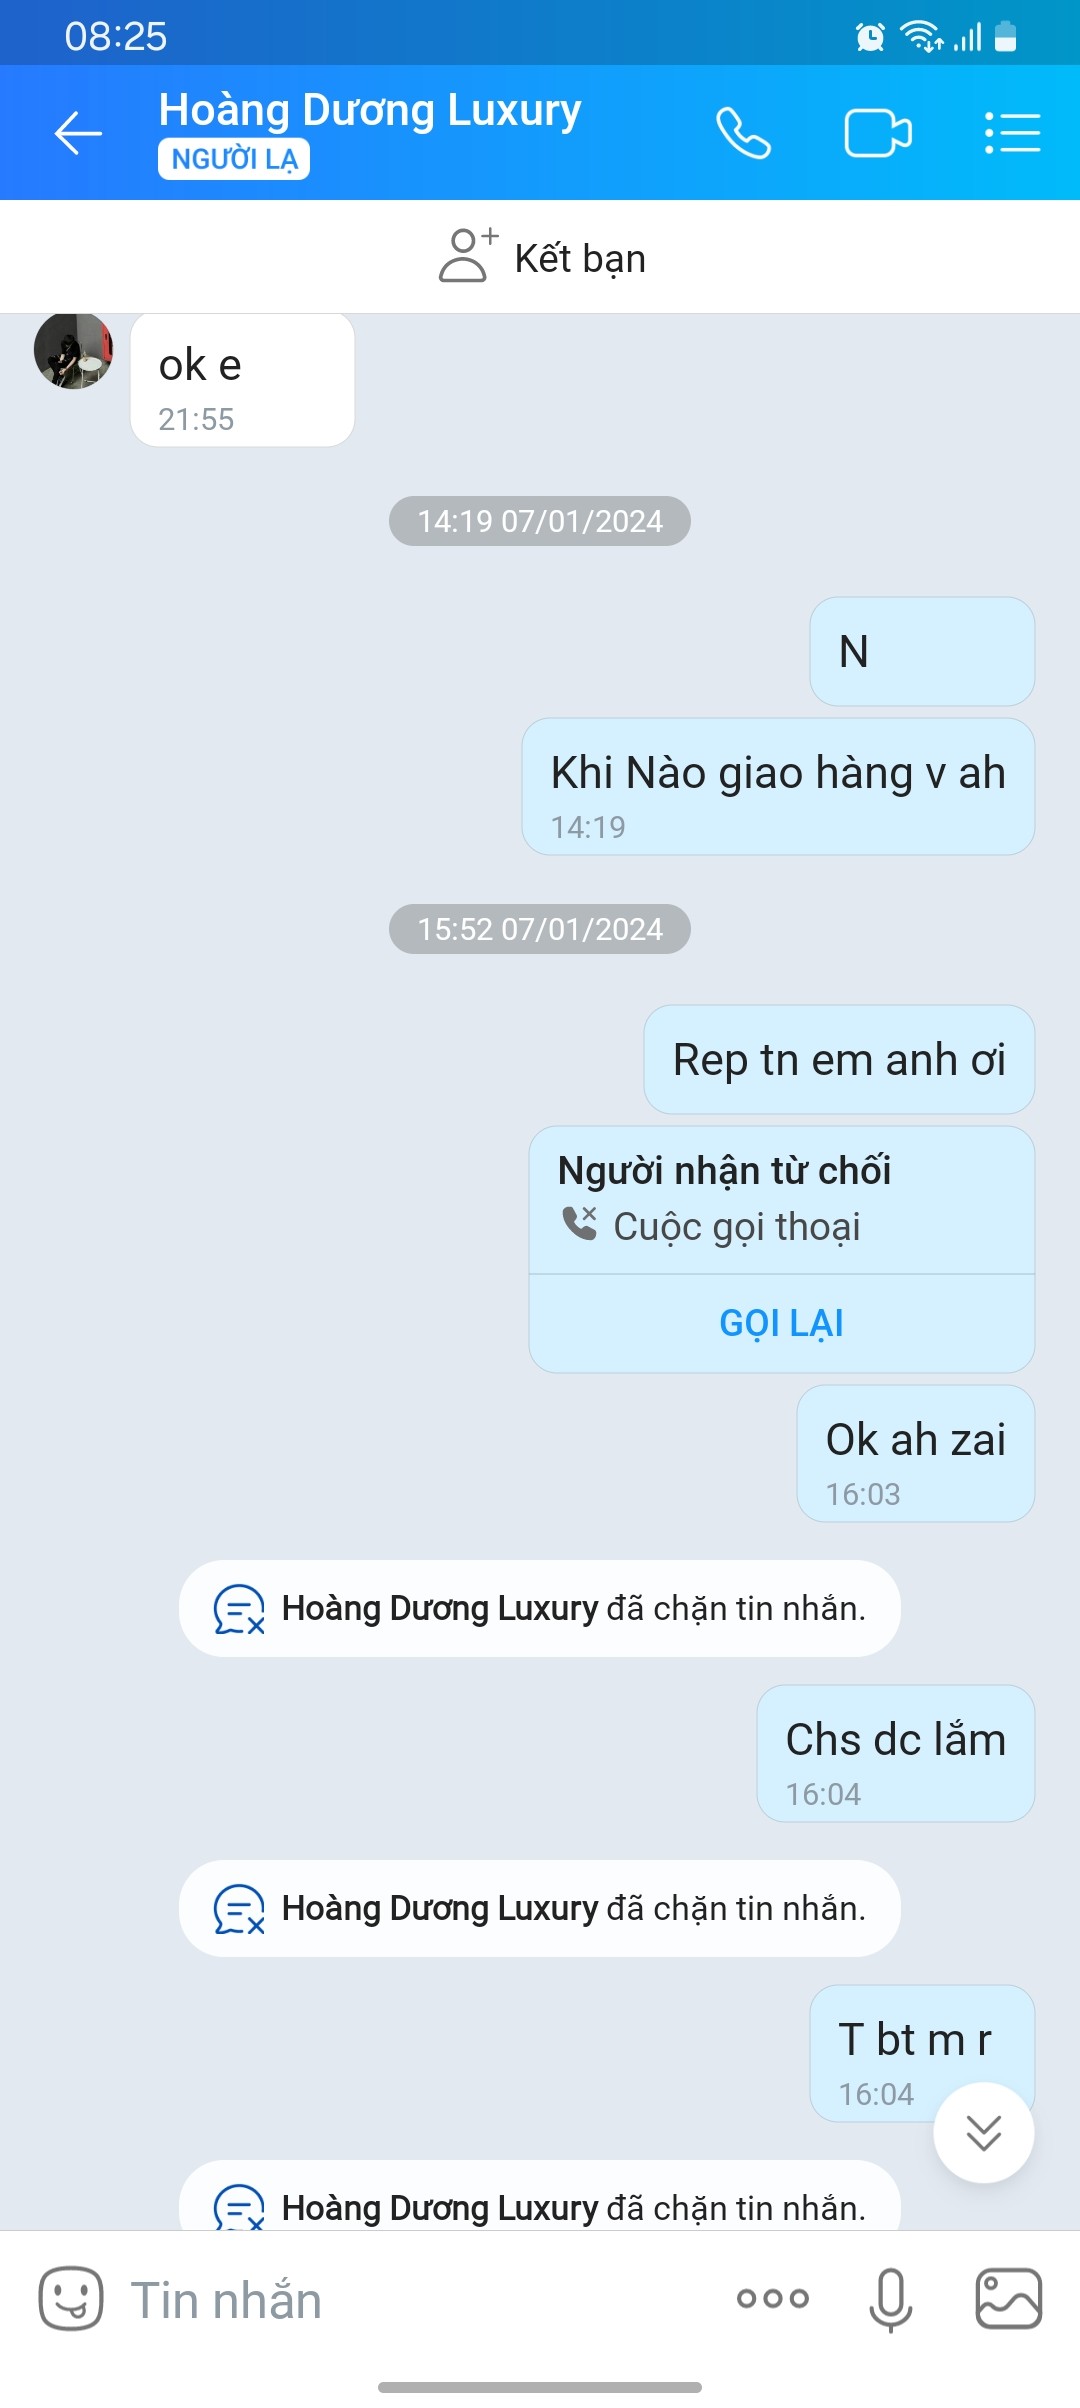 08:25
Hoàng Dương Luxury
NGƯỜI LẠ
Kết bạn
ok e
21:55
14:19 07/01/2024
N
Khi Nào giao hàng v ah
14:19
15:52 07/01/2024
Rep tn em anh ơi
Người nhận từ chối
Cuộc gọi thoại
GỌI LẠI
Ok ah zai
16:03
Hoàng Dương Luxury đã chặn tin nhắn.
Chs dc lắm
16:04
Hoàng Dương Luxury đã chặn tin nhắn.
T bt m r
16:04
Hoàng Dương Luxury đã chặn tin nhắn.
Tin nhắn